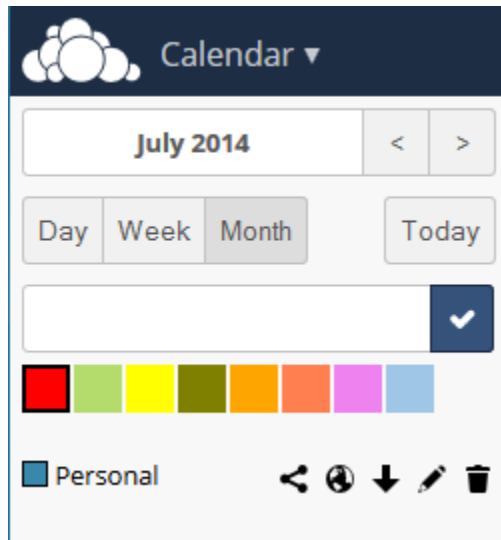 Calendar ▾
July 2014 < >
Day Week Month Today
Personal